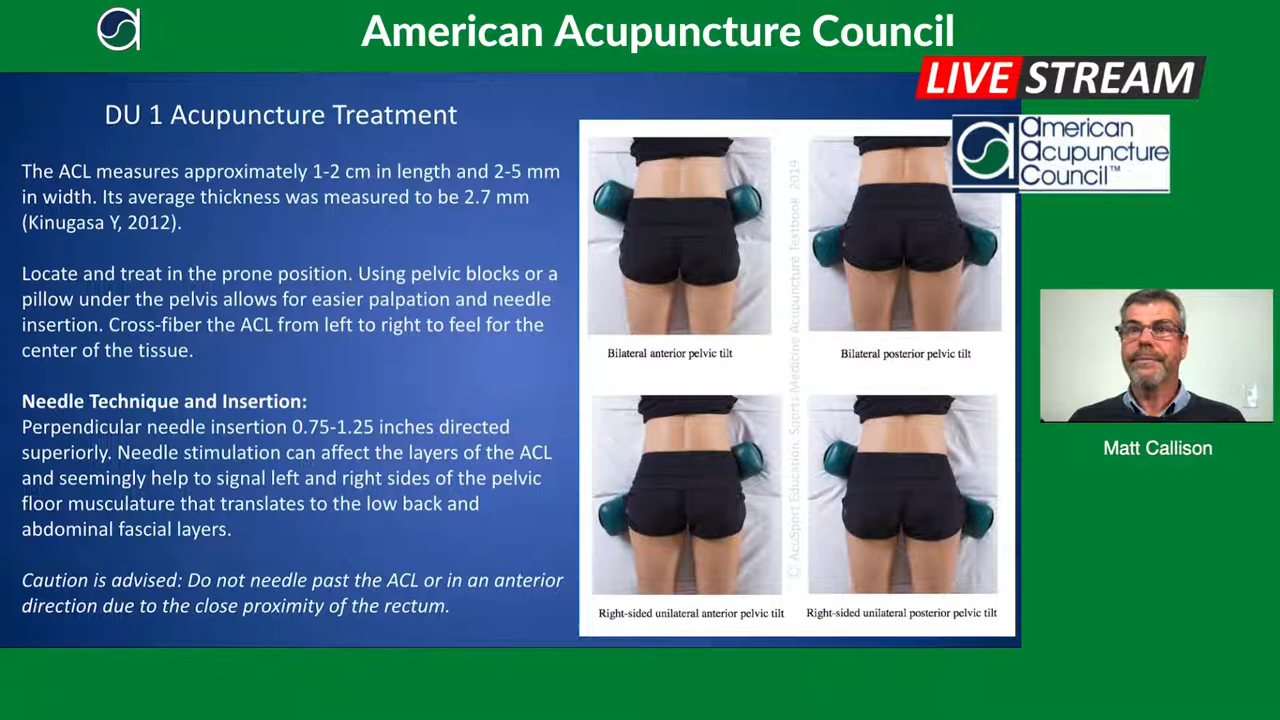 American Acupuncture Council
LIVE STREAM
american
acupuncture
council™
DU 1 Acupuncture Treatment
The ACL measures approximately 1-2 cm in length and 2-5 mm
in width. Its average thickness was measured to be 2.7 mm
(Kinugasa Y, 2012).
Locate and treat in the prone position. Using pelvic blocks or a
pillow under the pelvis allows for easier palpation and needle
insertion. Cross-fiber the ACL from left to right to feel for the
center of the tissue.
Needle Technique and Insertion:
Perpendicular needle insertion 0.75-1.25 inches directed
superiorly. Needle stimulation can affect the layers of the ACL
and seemingly help to signal left and right sides of the pelvic
floor musculature that translates to the low back and
abdominal fascial layers.
Caution is advised: Do not needle past the ACL or in an anterior
direction due to the close proximity of the rectum.
Bilateral anterior pelvic tilt
Bilateral posterior pelvic tilt
Right-sided unilateral anterior pelvic tilt
Right-sided unilateral posterior pelvic tilt
© AcuSport Education, Sports Medicine Acupuncture Textbook 2019
Matt Callison